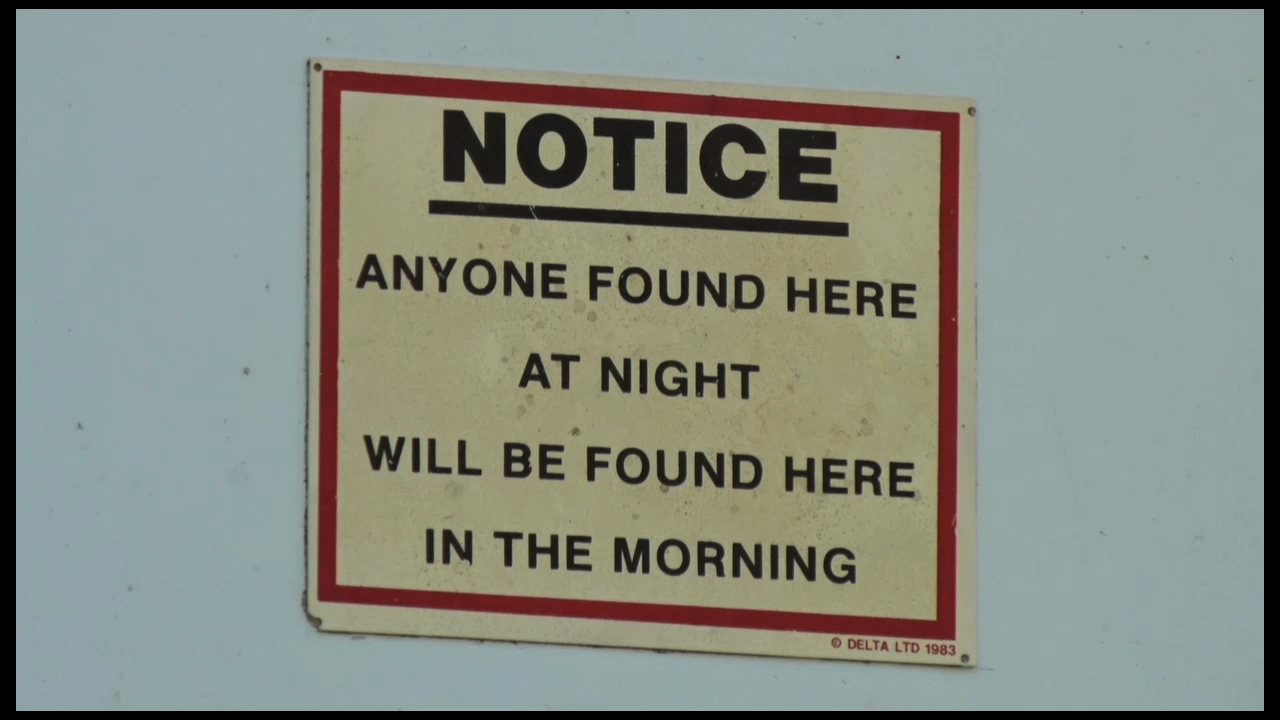 NOTICE
ANYONE FOUND HERE
AT NIGHT
WILL BE FOUND HERE
IN THE MORNING
© DELTA LTD 1983